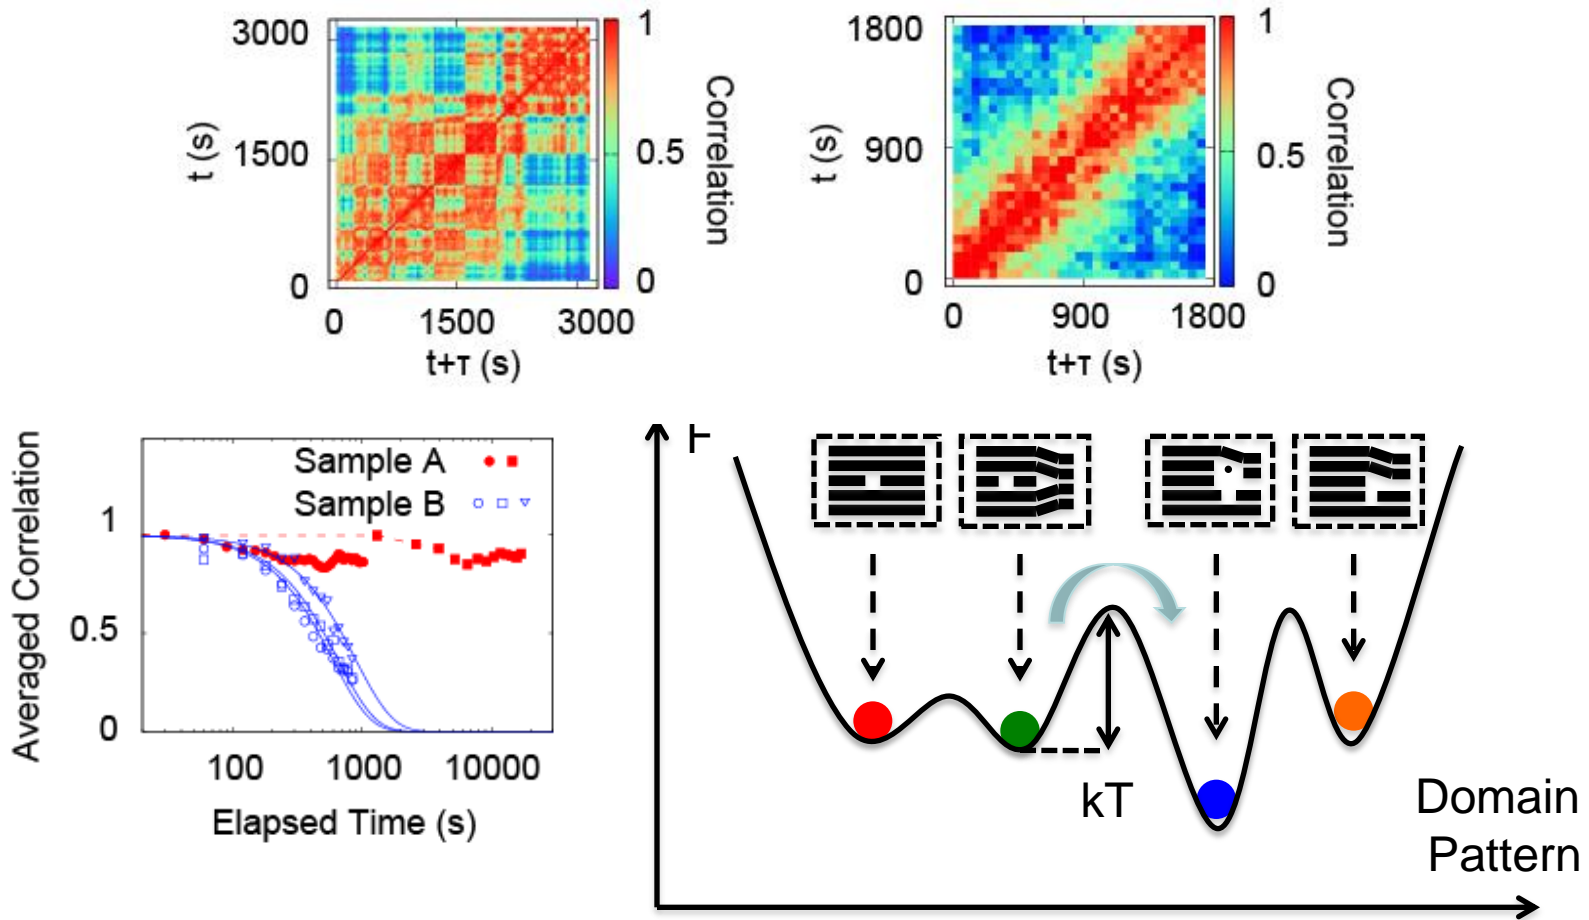 3000
1500
0
t (s)
0 1500 3000
t+τ (s)
1
0.5
0
Correlation
1800
900
0
t (s)
0 900 1800
t+τ (s)
1
0.5
0
Correlation
Averaged Correlation
1
0.5
0
Sample A
Sample B
100 1000 10000
Elapsed Time (s)
F
kT
Domain
Pattern